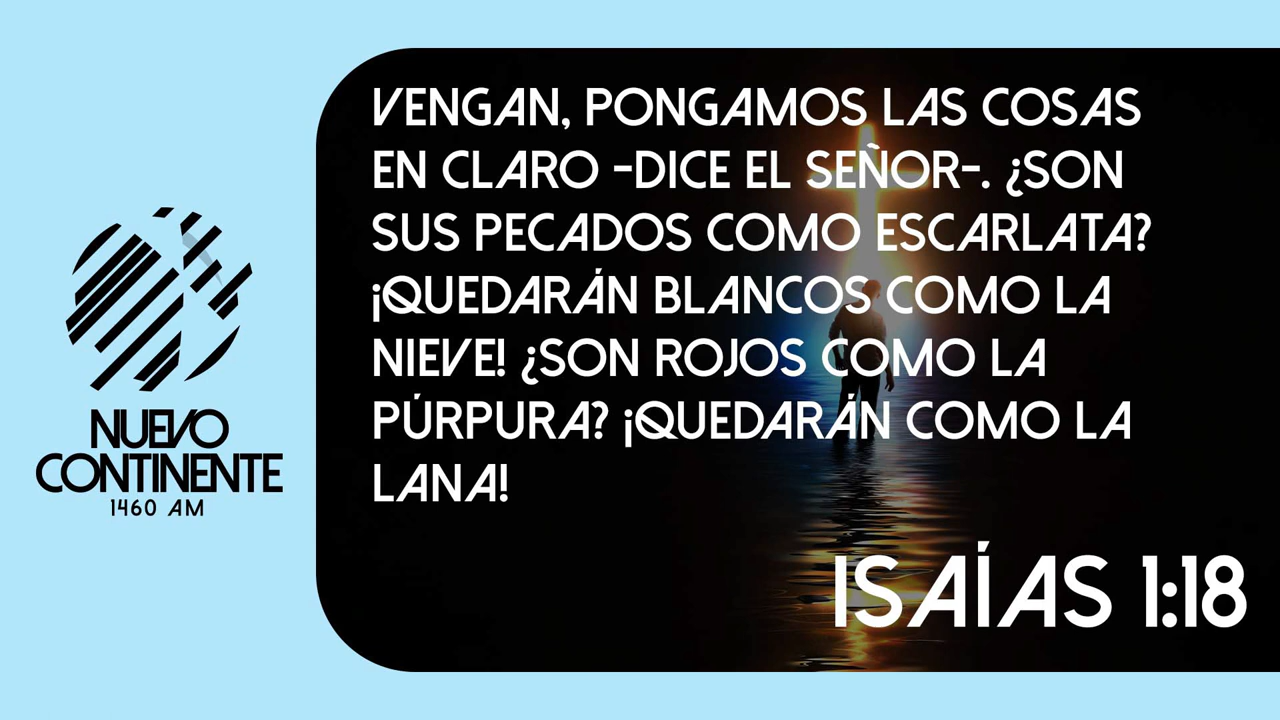 NUEVO
CONTINENTE
1460 AM
VENGAN, PONGAMOS LAS COSAS
EN CLARO -DICE EL SEÑOR-. ¿SON
SUS PECADOS COMO ESCARLATA?
¡QUEDARÁN BLANCOS COMO LA
NIEVE! ¿SON ROJOS COMO LA
PÚRPURA? ¡QUEDARÁN COMO LA
LANA!
ISAÍAS 1:18